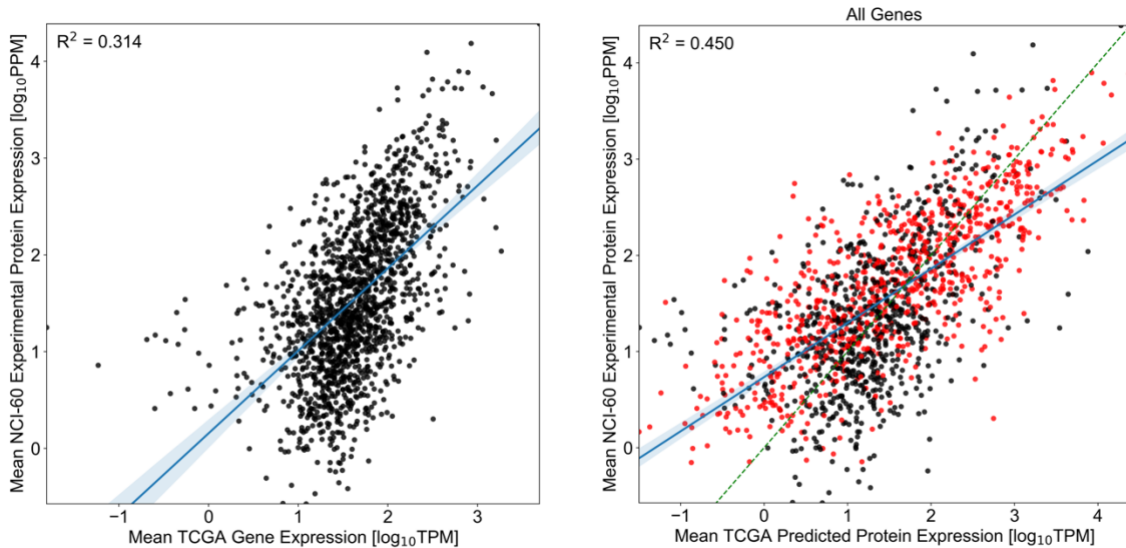 R² = 0.314
Mean NCI-60 Experimental Protein Expression [log₁₀PPM]
4
3
2
1
0
−1 0 1 2 3
Mean TCGA Gene Expression [log₁₀TPM]
All Genes
R² = 0.450
Mean NCI-60 Experimental Protein Expression [log₁₀PPM]
4
3
2
1
0
−1 0 1 2 3 4
Mean TCGA Predicted Protein Expression [log₁₀TPM]